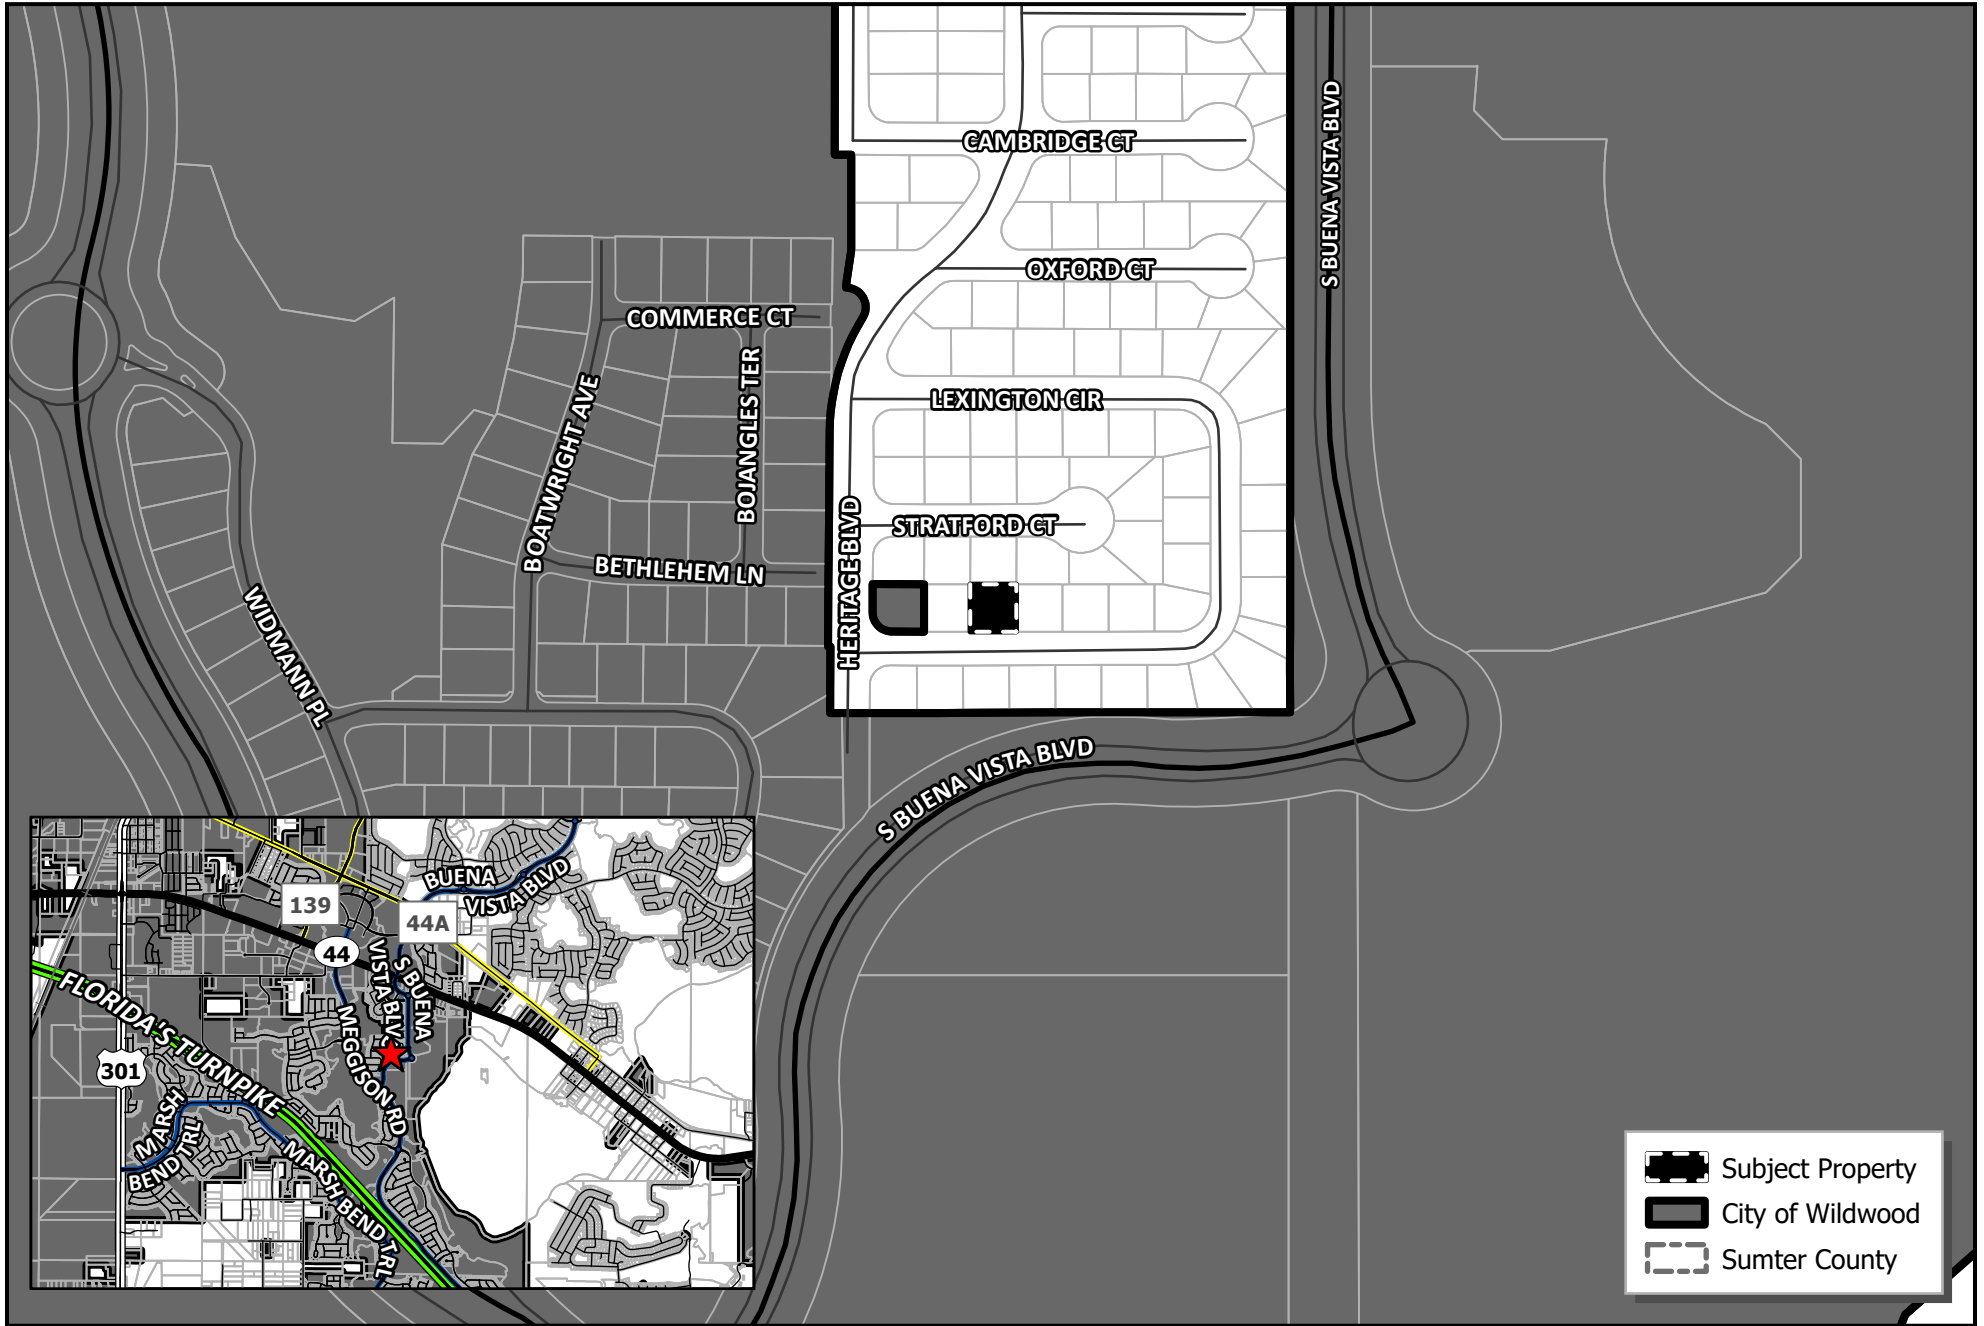 CAMBRIDGE CT
S BUENA VISTA BLVD
OXFORD CT
COMMERCE CT
BOJANGLES TER
BOATWRIGHT AVE
LEXINGTON CIR
STRATFORD CT
HERITAGE BLVD
BETHLEHEM LN
WIDMANN PL
S BUENA VISTA BLVD
BUENA
VISTA BLVD
139
44A
44
S BUENA
VISTA BLV
MEGGISON RD
FLORIDA'S TURNPIKE
301
MARSH
BEND TRL
MARSH BEND TRL
Subject Property
City of Wildwood
Sumter County